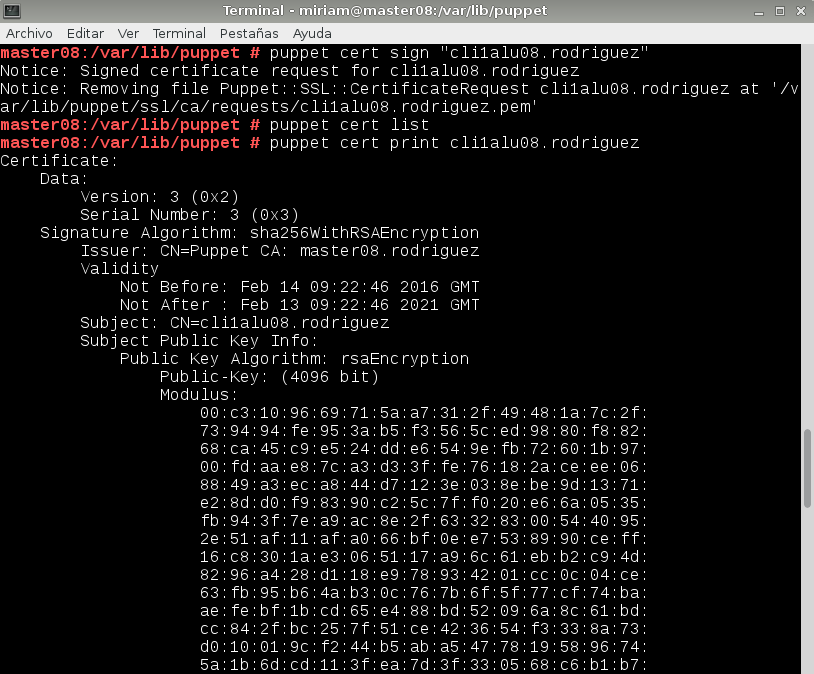 Terminal - miriam@master08:/var/lib/puppet
Archivo Editar Ver Terminal Pestañas Ayuda
master08:/var/lib/puppet # puppet cert sign "cli1alu08.rodriguez"
Notice: Signed certificate request for cli1alu08.rodriguez
Notice: Removing file Puppet::SSL::CertificateRequest cli1alu08.rodriguez at '/v
ar/lib/puppet/ssl/ca/requests/cli1alu08.rodriguez.pem'
master08:/var/lib/puppet # puppet cert list
master08:/var/lib/puppet # puppet cert print cli1alu08.rodriguez
Certificate:
    Data:
        Version: 3 (0x2)
        Serial Number: 3 (0x3)
    Signature Algorithm: sha256WithRSAEncryption
        Issuer: CN=Puppet CA: master08.rodriguez
        Validity
            Not Before: Feb 14 09:22:46 2016 GMT
            Not After : Feb 13 09:22:46 2021 GMT
        Subject: CN=cli1alu08.rodriguez
        Subject Public Key Info:
            Public Key Algorithm: rsaEncryption
                Public-Key: (4096 bit)
                Modulus:
                    00:c3:10:96:69:71:5a:a7:31:2f:49:48:1a:7c:2f:
                    73:94:94:fe:95:3a:b5:f3:56:5c:ed:98:80:f8:82:
                    68:ca:45:c9:e5:24:dd:e6:54:9e:fb:72:60:1b:97:
                    00:fd:aa:e8:7c:a3:d3:3f:fe:76:18:2a:ce:ee:06:
                    88:49:a3:ec:a8:44:d7:12:3e:03:8e:be:9d:13:71:
                    e2:8d:d0:f9:83:90:c2:5c:7f:f0:20:e6:6a:05:35:
                    fb:94:3f:7e:a9:ac:8e:2f:63:32:83:00:54:40:95:
                    2e:51:af:11:af:a0:66:bf:0e:e7:53:89:90:ce:ff:
                    16:c8:30:1a:e3:06:51:17:a9:6c:61:eb:b2:c9:4d:
                    82:96:a4:28:d1:18:e9:78:93:42:01:cc:0c:04:ce:
                    63:fb:95:b6:4a:b3:0c:76:7b:6f:5f:77:cf:74:ba:
                    ae:fe:bf:1b:cd:65:e4:88:bd:52:09:6a:8c:61:bd:
                    cc:84:2f:bc:25:7f:51:ce:42:36:54:f3:33:8a:73:
                    d0:10:01:9c:f2:44:b5:ab:a5:47:78:19:58:96:74:
                    5a:1b:6d:cd:11:3f:ea:7d:3f:33:05:68:c6:b1:b7: